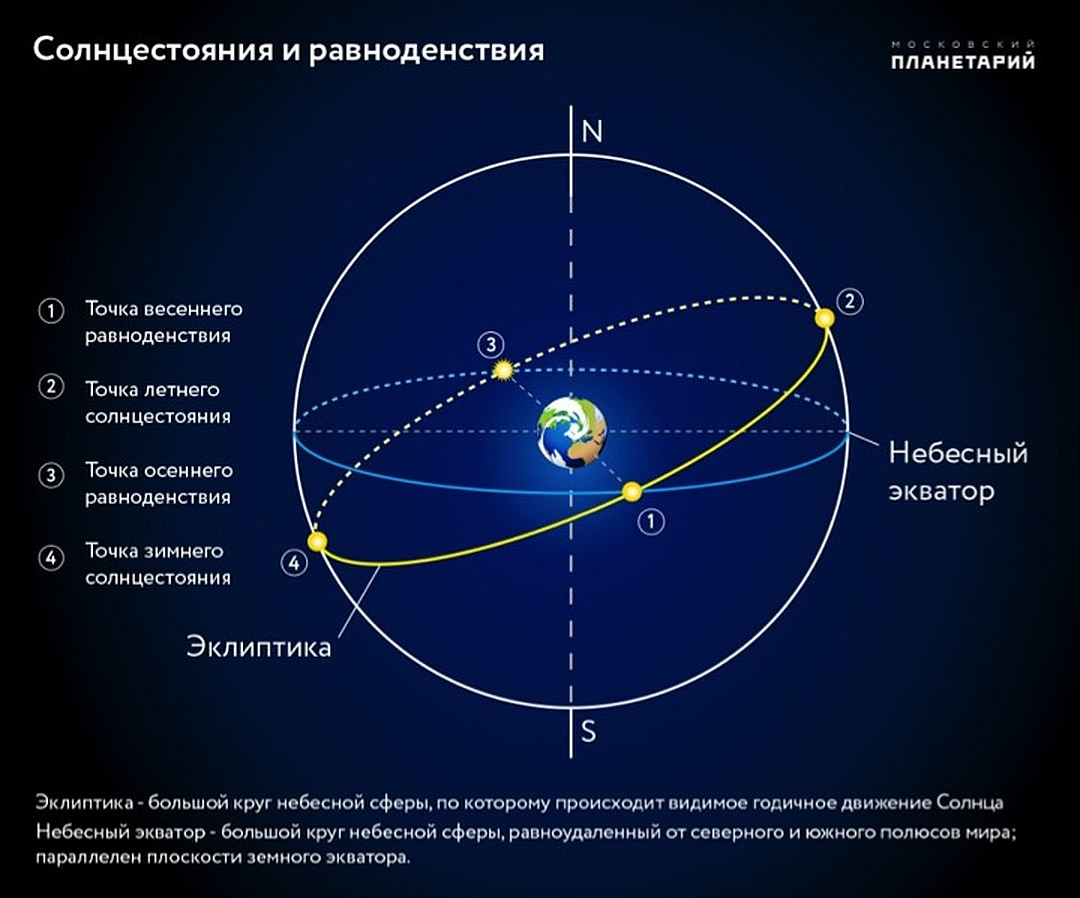 Солнцестояния и равноденствия
МОСКОВСКИЙ
ПЛАНЕТАРИЙ
N
2
1 Точка весеннего
равноденствия
3
2 Точка летнего
солнцестояния
Небесный
экватор
3 Точка осеннего
равноденствия
1
4 Точка зимнего
солнцестояния
4
Эклиптика
S
Эклиптика - большой круг небесной сферы, по которому происходит видимое годичное движение Солнца
Небесный экватор - большой круг небесной сферы, равноудаленный от северного и южного полюсов мира;
параллелен плоскости земного экватора.